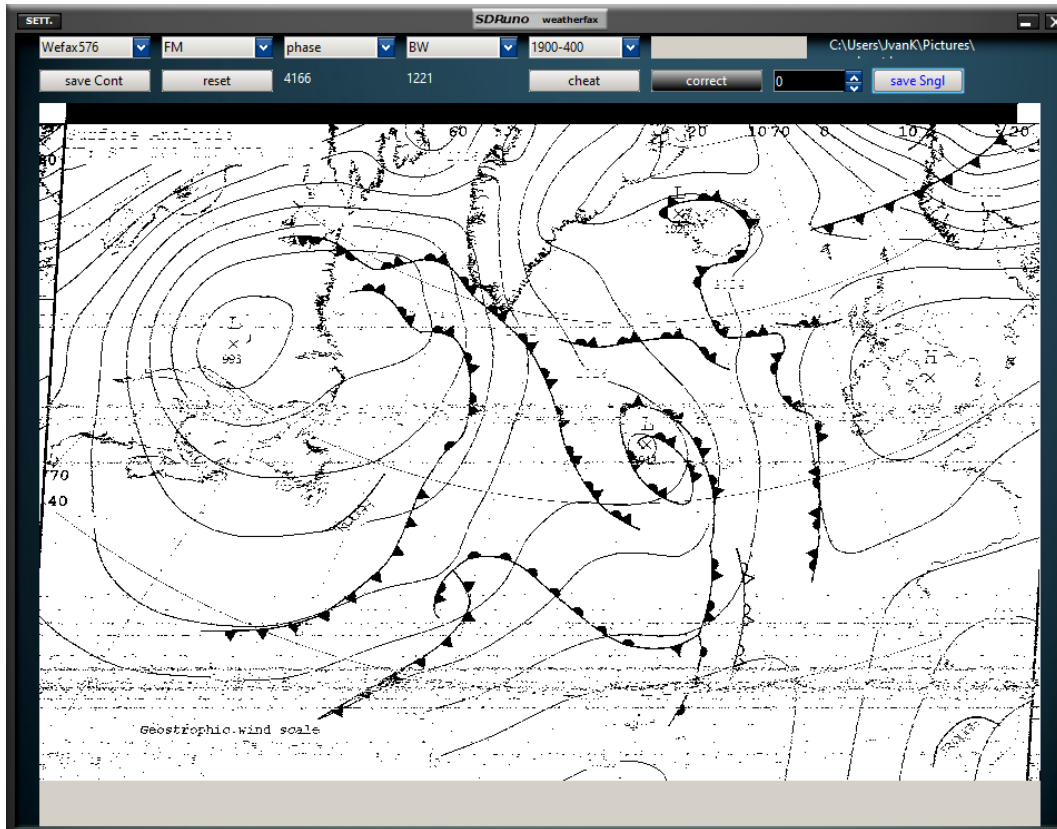 SETT.
SDRuno weatherfax
Wefax576 FM phase BW 1900-400 C:\Users\JvanK\Pictures\
save Cont reset 4166 1221 cheat correct 0 save Sngl
60 20 10 70 0 10 20
80
L
L
993
H
L
70
40
Geostrophic wind scale